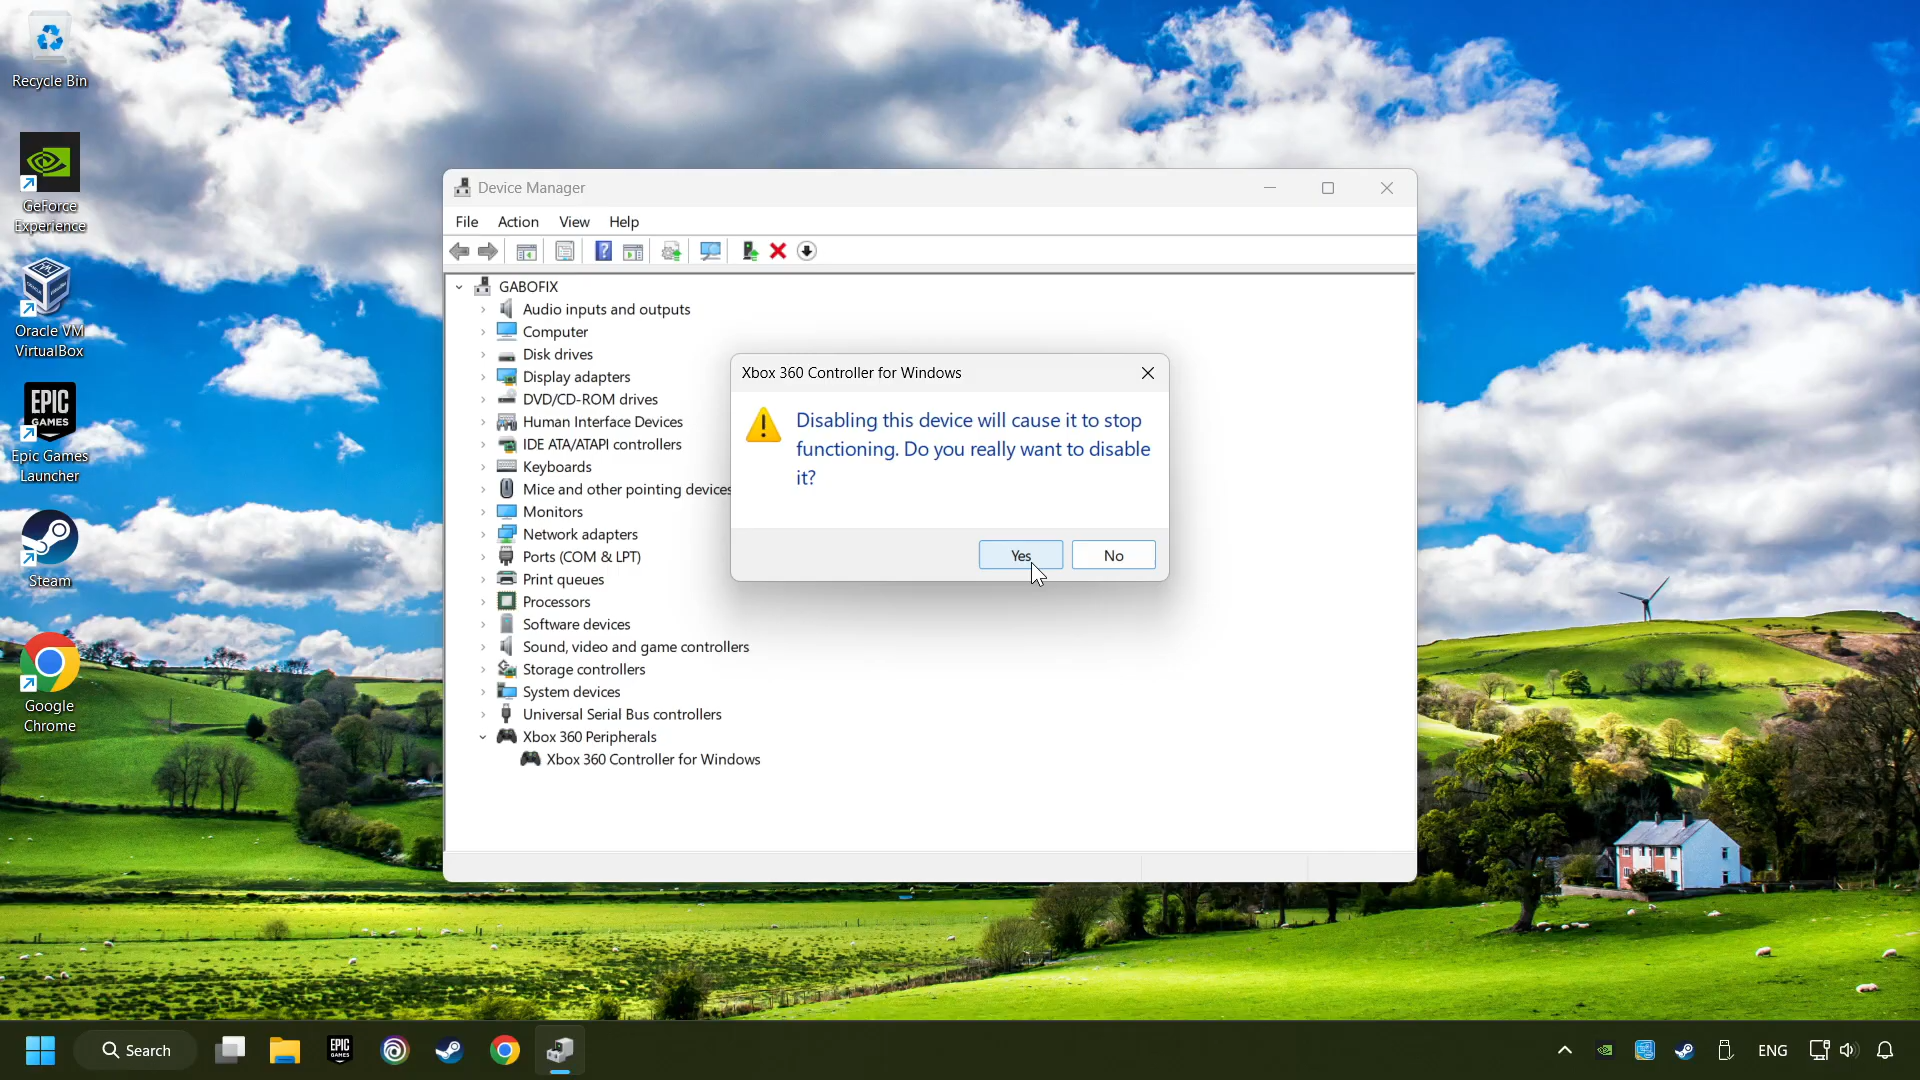 Recycle Bin
GeForce
Experience
Oracle VM
VirtualBox
EPIC
GAMES
Epic Games
Launcher
Steam
Google
Chrome
Device Manager
File Action View Help
GABOFIX
Audio inputs and outputs
Computer
Disk drives
Display adapters
DVD/CD-ROM drives
Human Interface Devices
IDE ATA/ATAPI controllers
Keyboards
Mice and other pointing devices
Monitors
Network adapters
Ports (COM & LPT)
Print queues
Processors
Software devices
Sound, video and game controllers
Storage controllers
System devices
Universal Serial Bus controllers
Xbox 360 Peripherals
Xbox 360 Controller for Windows
Xbox 360 Controller for Windows
Disabling this device will cause it to stop
functioning. Do you really want to disable
it?
Yes No
Search
EPIC
GAMES
ENG